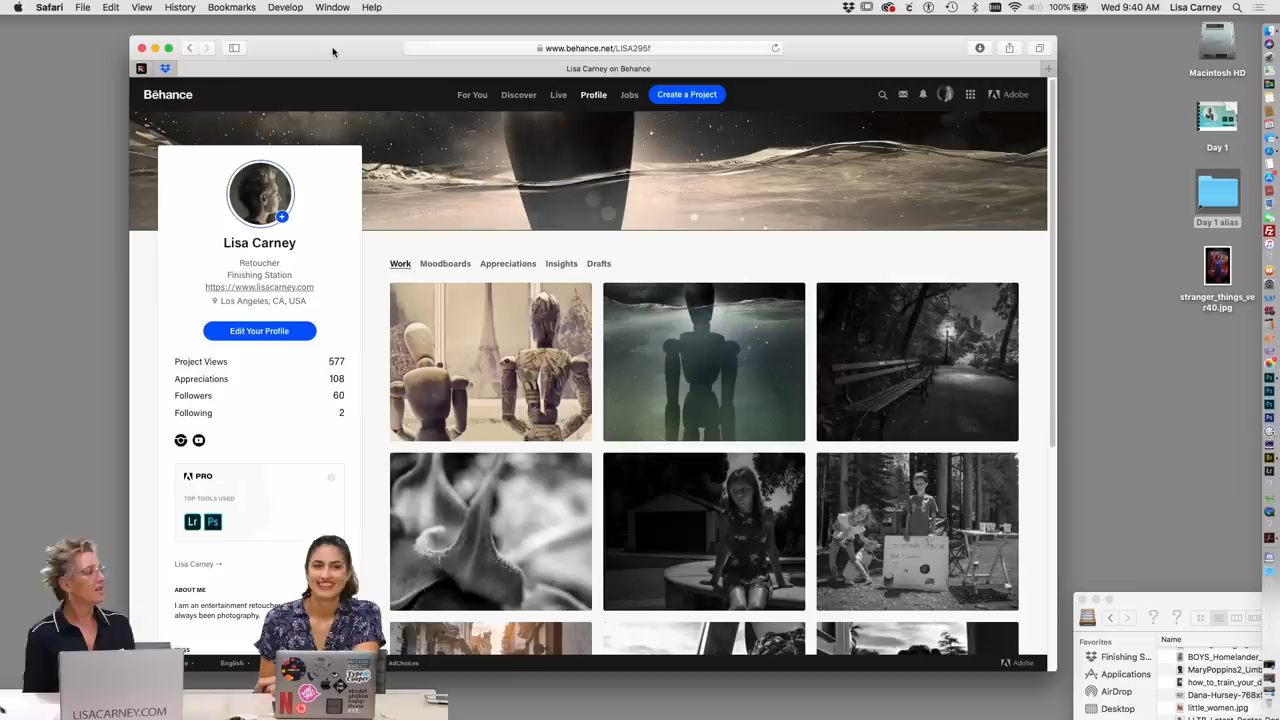 Safari File Edit View History Bookmarks Develop Window Help
100% Wed 9:40 AM Lisa Carney
www.behance.net/LISA295f
Lisa Carney on Behance
Bēhance
For You Discover Live Profile Jobs Create a Project
Adobe
Lisa Carney
Retoucher
Finishing Station
https://www.lisacarney.com
Los Angeles, CA, USA
Edit Your Profile
Project Views 577
Appreciations 108
Followers 60
Following 2
PRO
TOP TOOLS USED
Lr Ps
Lisa Carney →
ABOUT ME
I am an entertainment retoucher
always been photography.
English
AdChoices
Adobe
Work Moodboards Appreciations Insights Drafts
Macintosh HD
Day 1
Day 1 alias
stranger_things_ve
r40.jpg
Favorites
Finishing S...
Applications
AirDrop
Desktop
Name
BOYS_Homelander_
MaryPoppins2_Umb
how_to_train_your_d
Dana-Hursey-768x
little_women.jpg
LISACARNEY.COM